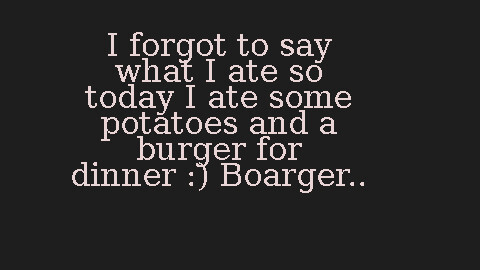 I forgot to say
what I ate so
today I ate some
potatoes and a
burger for
dinner :) Boarger..